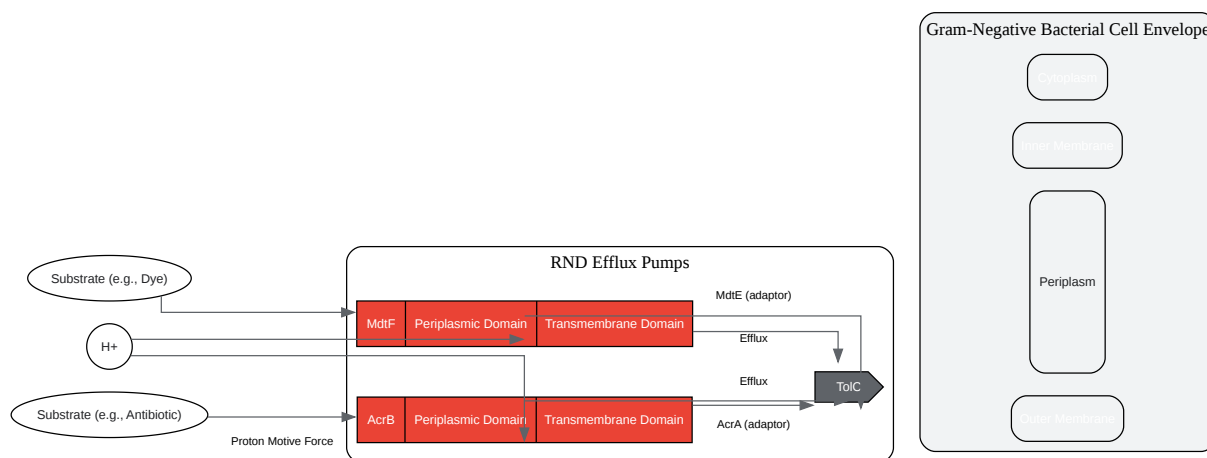 Gram-Negative Bacterial Cell Envelope
Cytoplasm
Inner Membrane
Periplasm
Outer Membrane
RND Efflux Pumps
Substrate (e.g., Dye)
MdtE (adaptor)
MdtF
Periplasmic Domain
Transmembrane Domain
Efflux
H+
Efflux
TolC
Substrate (e.g., Antibiotic)
AcrB
Periplasmic Domain
Transmembrane Domain
AcrA (adaptor)
Proton Motive Force